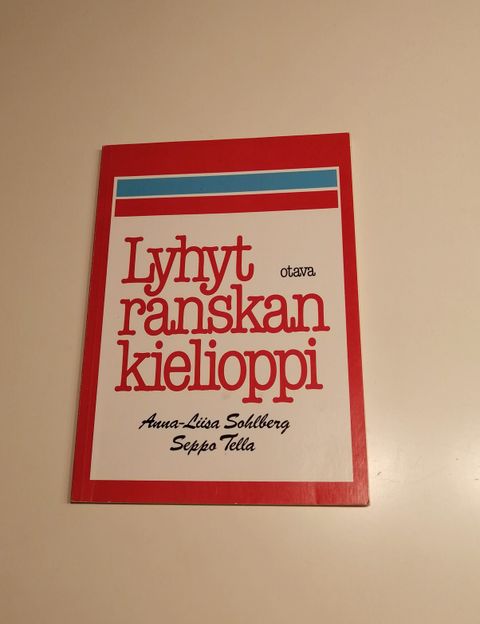 Lyhyt
otava
ranskan
kielioppi
Anna-Liisa Sohlberg
Seppo Tella